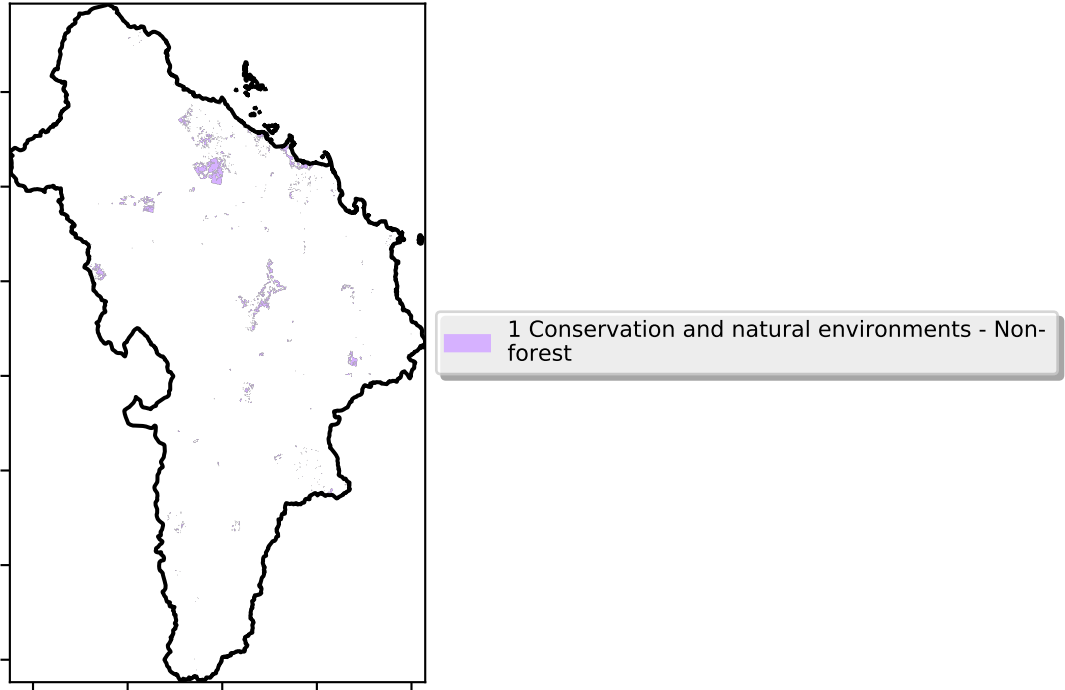 1 Conservation and natural environments - Non-
forest